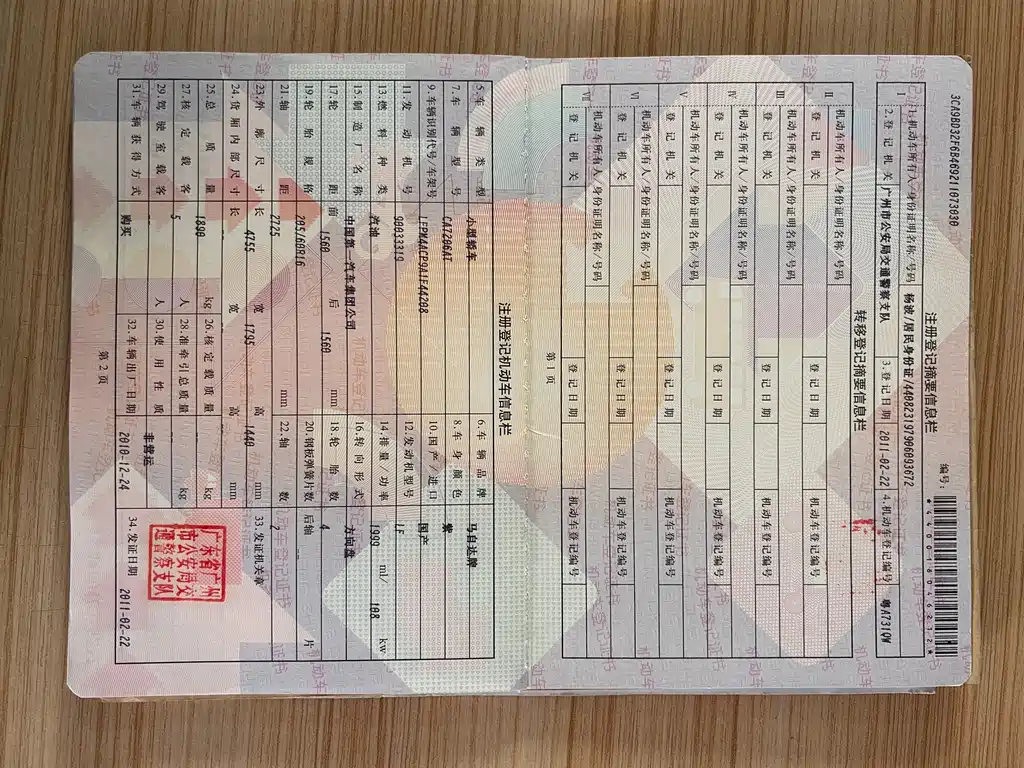 3CA9BD32F6B469211073030
编号:
*440016046212*
注册登记摘要信息栏
I 1.机动车所有人/身份证明名称/号码 杨波/居民身份证/440823197906093672
2.登记机关 广州市公安局交通警察支队 3.登记日期 2011-02-22 4.机动车登记编号 粤A731QW
转移登记摘要信息栏
II 机动车所有人/身份证明名称/号码
登记机关 登记日期 机动车登记编号
III 机动车所有人/身份证明名称/号码
登记机关 登记日期 机动车登记编号
IV 机动车所有人/身份证明名称/号码
登记机关 登记日期 机动车登记编号
V 机动车所有人/身份证明名称/号码
登记机关 登记日期 机动车登记编号
VI 机动车所有人/身份证明名称/号码
登记机关 登记日期 机动车登记编号
VII 机动车所有人/身份证明名称/号码
登记机关 登记日期 机动车登记编号
第1页
注册登记机动车信息栏
5.车辆类型 小型轿车 6.车辆品牌 马自达牌
7.车辆型号 CA7206AT 8.车身颜色 紫
9.车辆识别代号/车架号 LFPM4ACP9A1E44208 10.国产/进口 国产
11.发动机号 90033319 12.发动机型号 LF
13.燃料种类 汽油 14.排量/功率 1999 ml/ 108 kw
15.制造厂名称 中国第一汽车集团公司 16.转向形式 方向盘
17.轮距 前 1560 后 1560 mm 18.轮胎数 4
19.轮胎规格 205/60R16 20.钢板弹簧片数 后轴 片
21.轴距 2725 mm 22.轴数 2
23.外廓尺寸 长 4755 宽 1795 高 1440 mm 33.发证机关章
24.货厢内部尺寸 长 宽 高 mm
25.总质量 1890 kg 26.核定载质量 kg
27.核定载客 5 人 28.准牵引总质量 kg
29.驾驶室载客 人 30.使用性质 非营运
31.车辆获得方式 购买 32.车辆出厂日期 2010-12-24 34.发证日期 2011-02-22
广东省广州市公安局交通警察支队
第2页